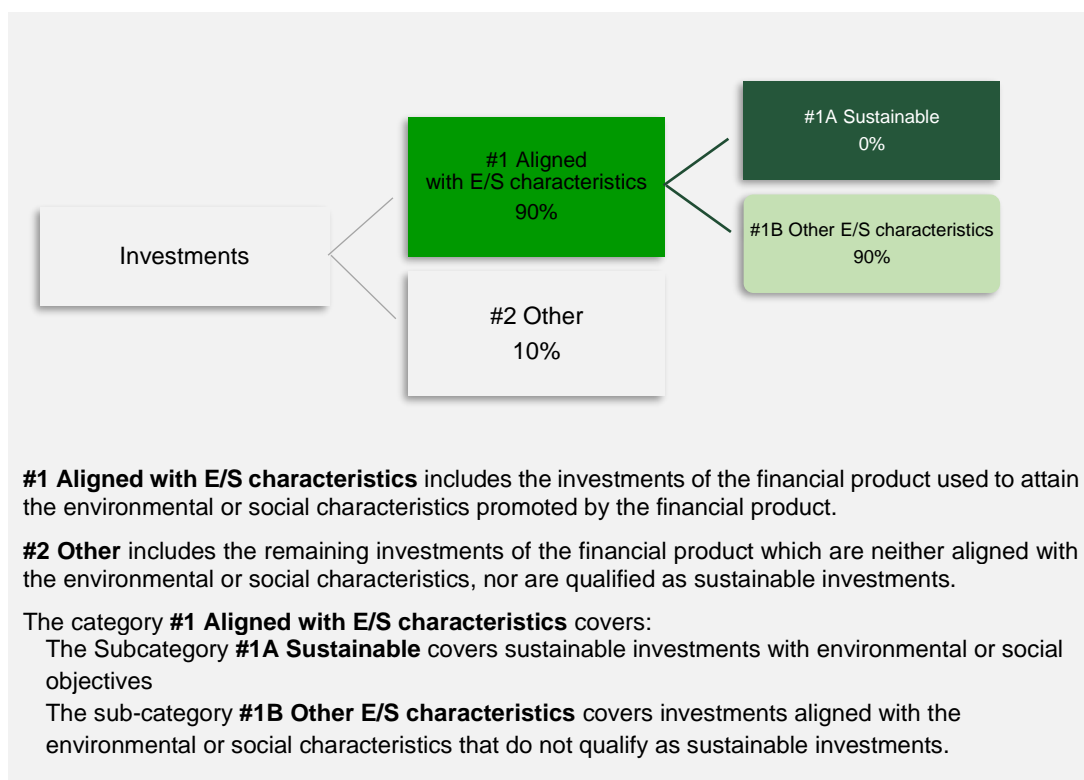 #1A Sustainable
0%
#1 Aligned
with E/S characteristics
90%
#1B Other E/S characteristics
90%
Investments
#2 Other
10%
#1 Aligned with E/S characteristics includes the investments of the financial product used to attain
the environmental or social characteristics promoted by the financial product.
#2 Other includes the remaining investments of the financial product which are neither aligned with
the environmental or social characteristics, nor are qualified as sustainable investments.
The category #1 Aligned with E/S characteristics covers:
The Subcategory #1A Sustainable covers sustainable investments with environmental or social
objectives
The sub-category #1B Other E/S characteristics covers investments aligned with the
environmental or social characteristics that do not qualify as sustainable investments.